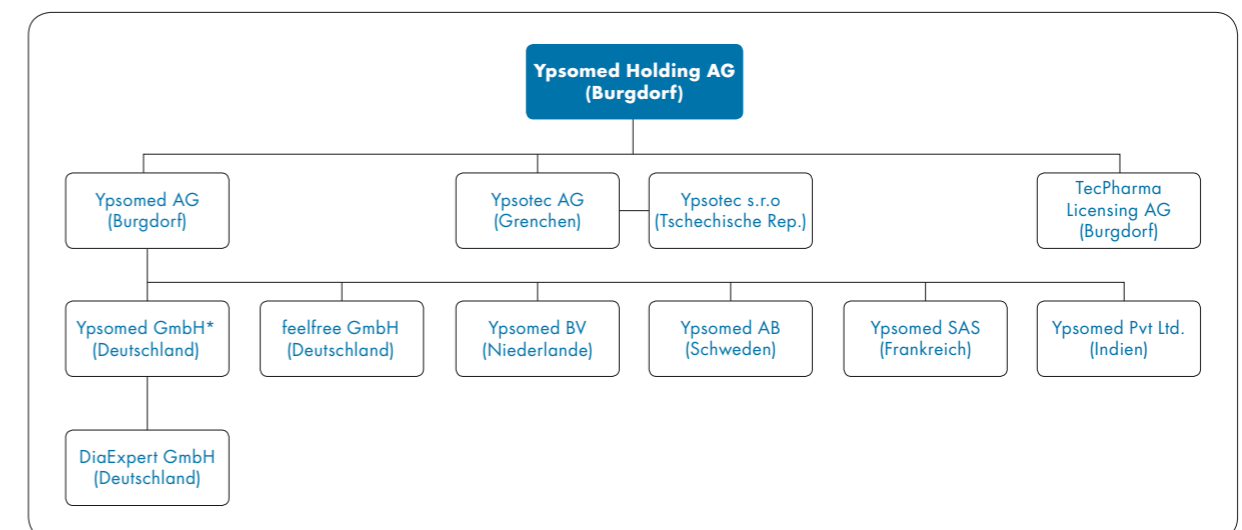 Ypsomed Holding AG
(Burgdorf)
Ypsomed AG
(Burgdorf)
Ypsotec AG
(Grenchen)
Ypsotec s.r.o
(Tschechische Rep.)
TecPharma
Licensing AG
(Burgdorf)
Ypsomed GmbH*
(Deutschland)
feelfree GmbH
(Deutschland)
Ypsomed BV
(Niederlande)
Ypsomed AB
(Schweden)
Ypsomed SAS
(Frankreich)
Ypsomed Pvt Ltd.
(Indien)
DiaExpert GmbH
(Deutschland)